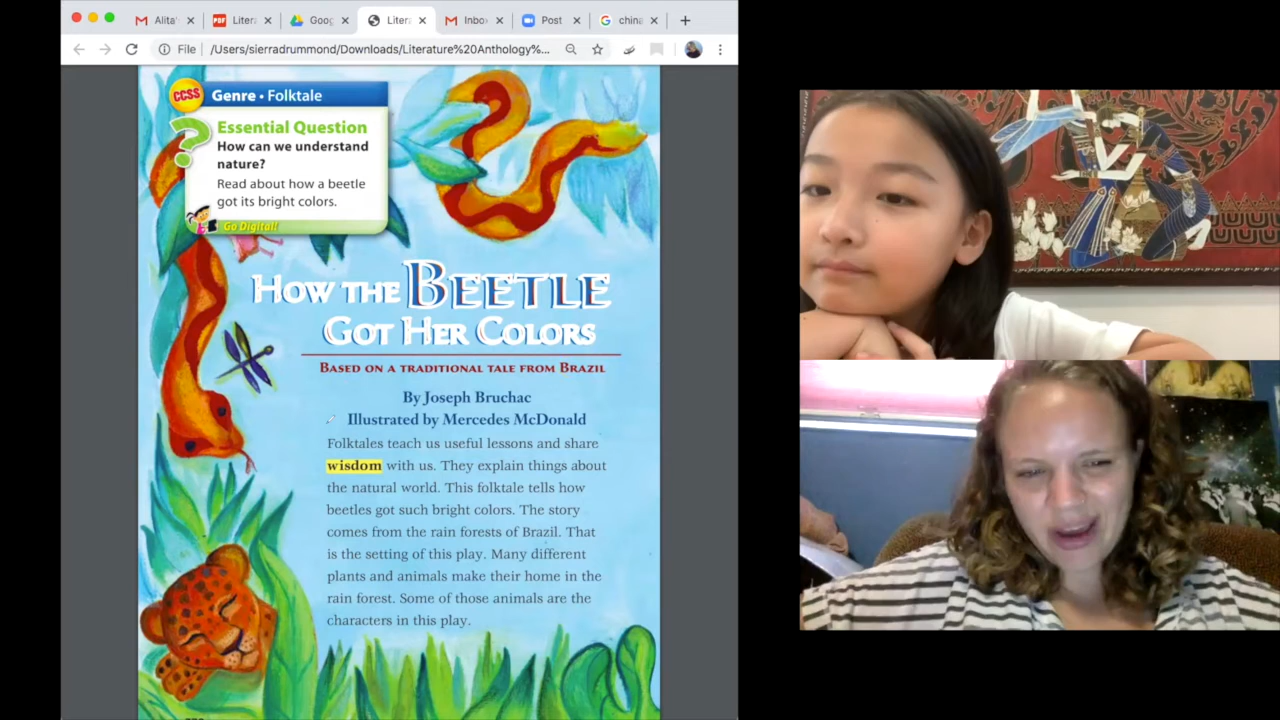 Alita'
Litera
Goog
Litera
Inbo
Post
china
File
/Users/sierradrummond/Downloads/Literature%20Anthology%...
CCSS
Genre • Folktale
?
Essential Question
How can we understand
nature?
Read about how a beetle
got its bright colors.
Go Digital!
How the Beetle
Got Her Colors
Based on a traditional tale from Brazil
By Joseph Bruchac
Illustrated by Mercedes McDonald
Folktales teach us useful lessons and share
wisdom with us. They explain things about
the natural world. This folktale tells how
beetles got such bright colors. The story
comes from the rain forests of Brazil. That
is the setting of this play. Many different
plants and animals make their home in the
rain forest. Some of those animals are the
characters in this play.